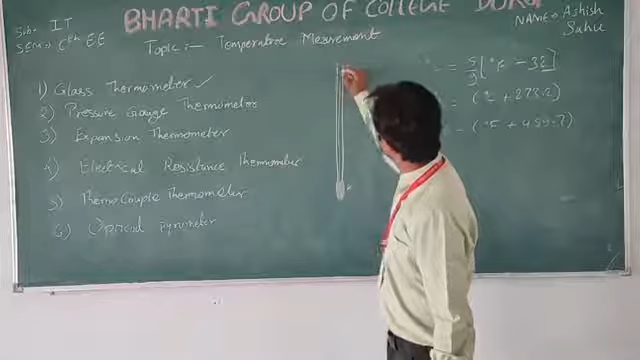 BHARTI GROUP OF COLLEGE DURG
Sub:- IT
SEM:- 6th EE
NAME:- Ashish
Sahu
Topic :- Temperature Measurement
1) Glass Thermometer ✓
2) Pressure Gauge Thermometer
3) Expansion Thermometer
4) Electrical Resistance Thermometer
5) ThermoCouple Thermometer
6) Optical pyrometer
= 5/9 [°F - 32]
= (°C + 273.2)
= (°F + 459.7)